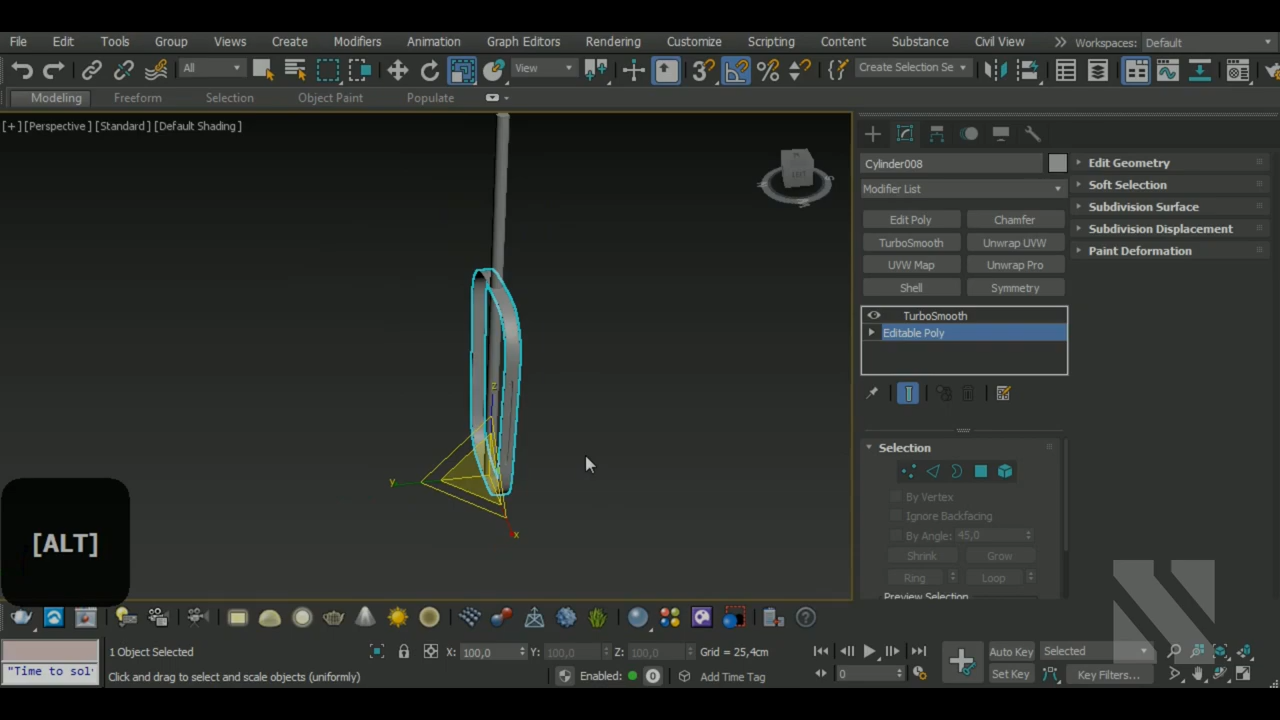 File Edit Tools Group Views Create Modifiers Animation Graph Editors Rendering Customize Scripting Content Substance Civil View Workspaces: Default
All View Create Selection Se
Modeling Freeform Selection Object Paint Populate
[+] [Perspective] [Standard] [Default Shading]
Cylinder008
Modifier List
Edit Poly Chamfer
TurboSmooth Unwrap UVW
UVW Map Unwrap Pro
Shell Symmetry
TurboSmooth
Editable Poly
Selection
By Vertex
Ignore Backfacing
By Angle: 45,0
Shrink Grow
Ring Loop
Preview Selection
Edit Geometry
Soft Selection
Subdivision Surface
Subdivision Displacement
Paint Deformation
z
y
x
[ALT]
1 Object Selected X: 100,0 Y: 100,0 Z: 100,0 Grid = 25,4cm Auto Key Selected
"Time to sol Click and drag to select and scale objects (uniformly) Enabled: 0 Add Time Tag 0 Set Key Key Filters...